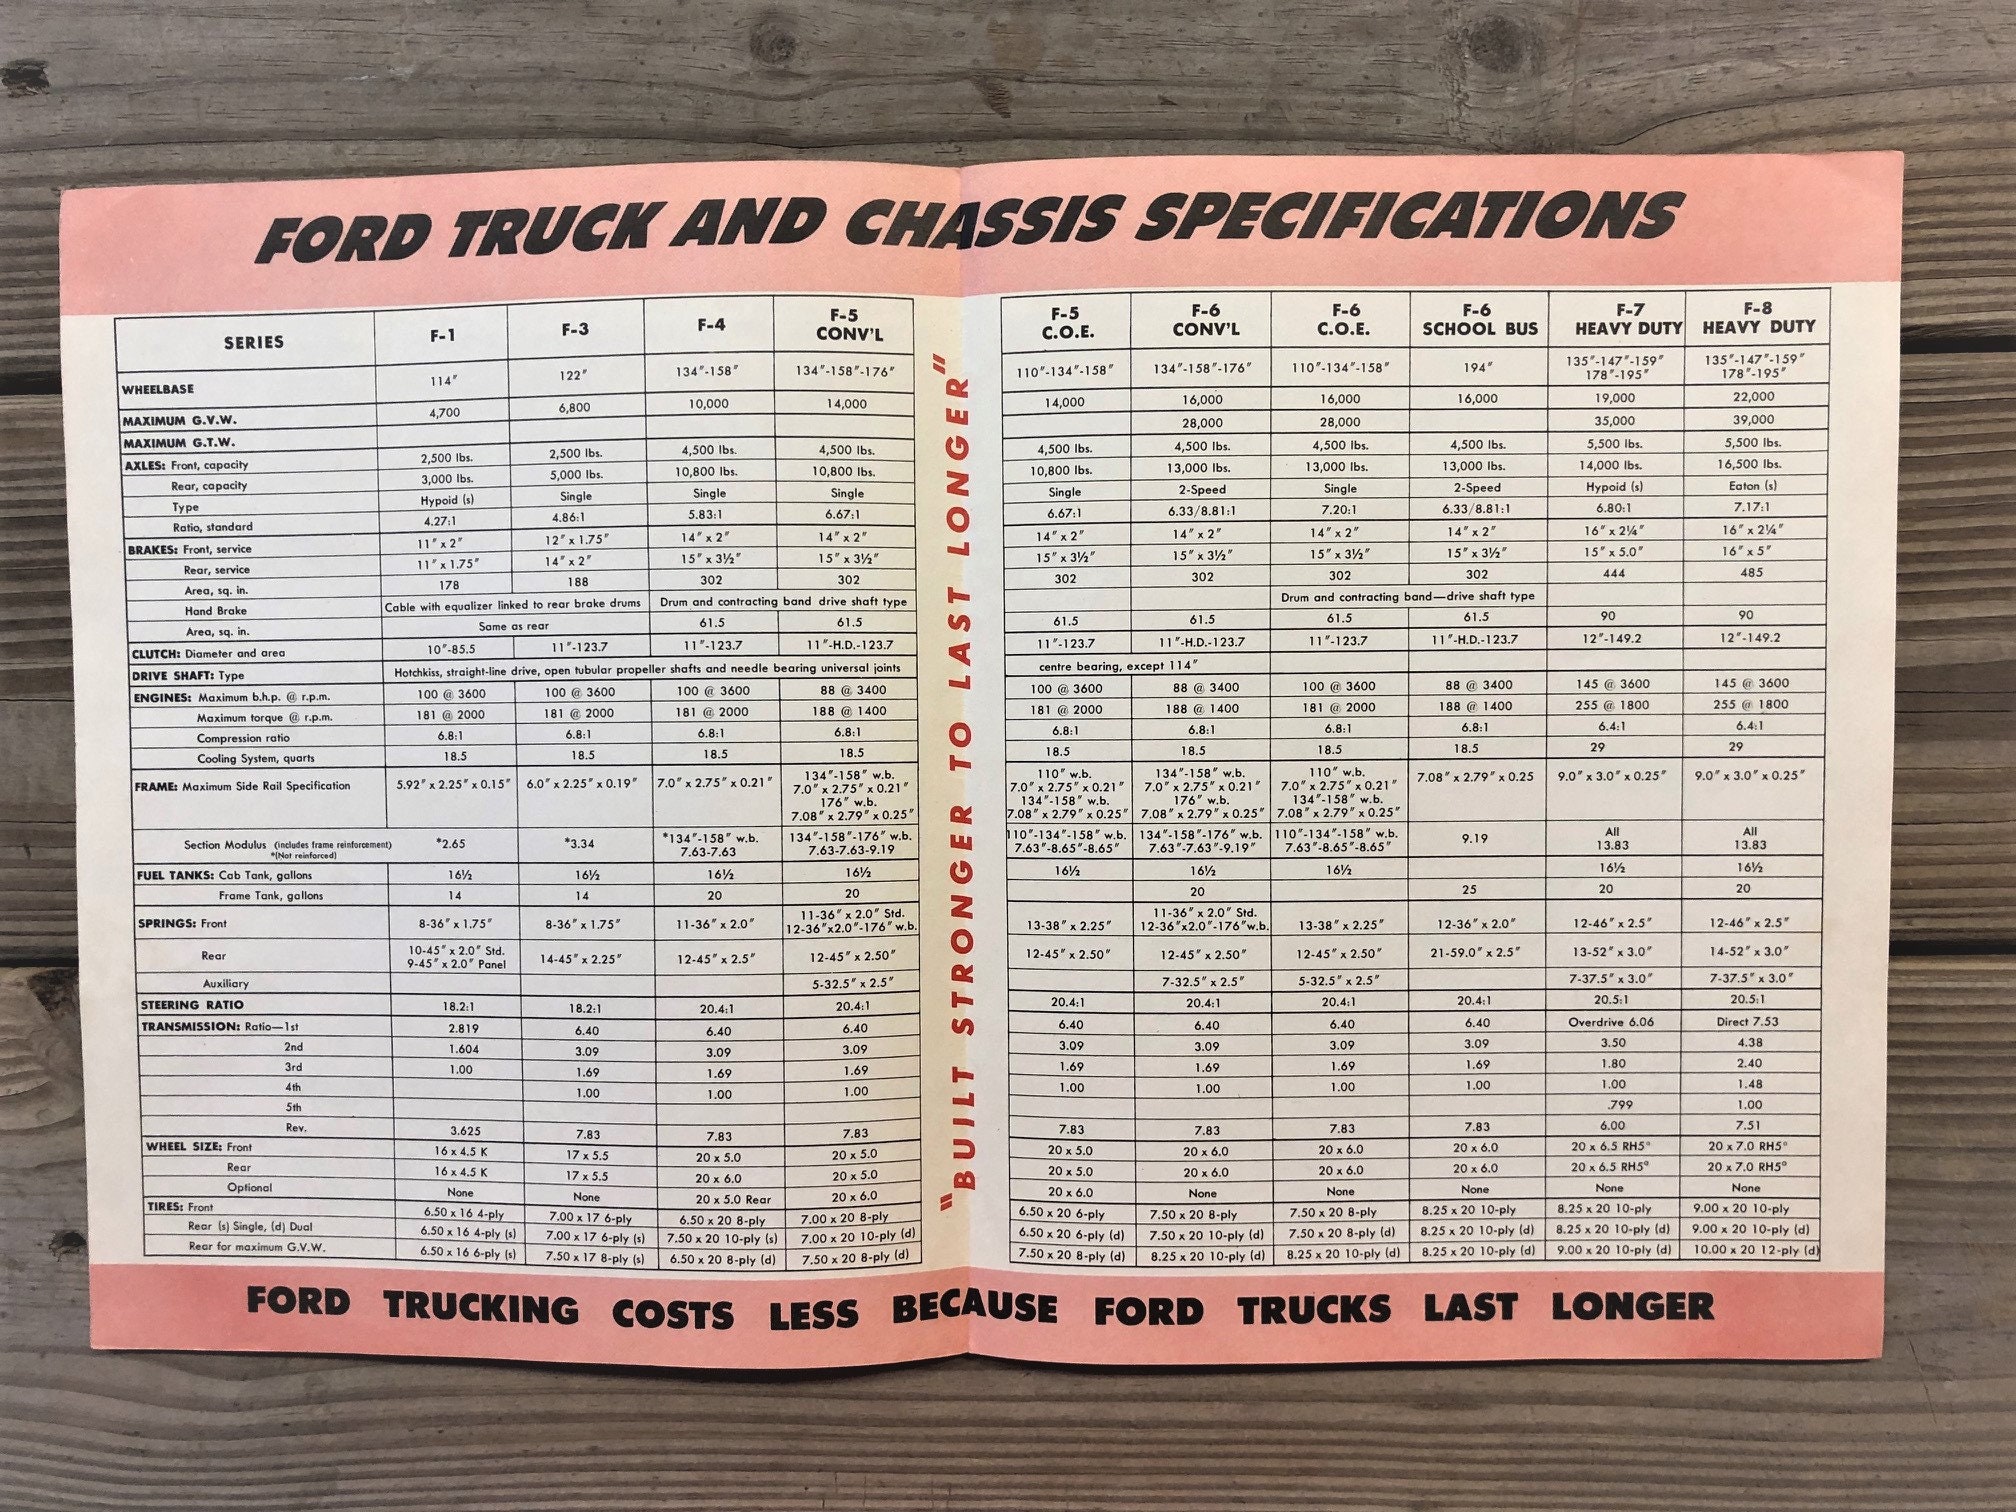 FORD TRUCK AND CHASSIS SPECIFICATIONS
SERIES F-1 F-3 F-4 F-5 CONV'L F-5 C.O.E. F-6 CONV'L F-6 C.O.E. F-6 SCHOOL BUS F-7 HEAVY DUTY F-8 HEAVY DUTY
WHEELBASE 114" 122" 134"-158" 134"-158"-176" 110"-134"-158" 134"-158"-176" 110"-134"-158" 194" 135"-147"-159" 178"-195" 135"-147"-159" 178"-195"
MAXIMUM G.V.W. 4,700 6,800 10,000 14,000 14,000 16,000 16,000 16,000 19,000 22,000
MAXIMUM G.T.W. 28,000 28,000 35,000 39,000
AXLES: Front, capacity 2,500 lbs. 2,500 lbs. 4,500 lbs. 4,500 lbs. 4,500 lbs. 4,500 lbs. 4,500 lbs. 4,500 lbs. 5,500 lbs. 5,500 lbs.
Rear, capacity 3,000 lbs. 5,000 lbs. 10,800 lbs. 10,800 lbs. 10,800 lbs. 13,000 lbs. 13,000 lbs. 13,000 lbs. 14,000 lbs. 16,500 lbs.
Type Hypoid (s) Single Single Single Single 2-Speed Single 2-Speed Hypoid (s) Eaton (s)
Ratio, standard 4.27:1 4.86:1 5.83:1 6.67:1 6.67:1 6.33/8.81:1 7.20:1 6.33/8.81:1 6.80:1 7.17:1
BRAKES: Front, service 11" x 2" 12" x 1.75" 14" x 2" 14" x 2" 14" x 2" 14" x 2" 14" x 2" 14" x 2" 16" x 2¼" 16" x 2¼"
Rear, service 11" x 1.75" 14" x 2" 15" x 3½" 15" x 3½" 15" x 3½" 15" x 3½" 15" x 3½" 15" x 3½" 15" x 5.0" 16" x 5"
Area, sq. in. 178 188 302 302 302 302 302 302 444 485
Hand Brake Cable with equalizer linked to rear brake drums Drum and contracting band drive shaft type Drum and contracting band—drive shaft type
Area, sq. in. Same as rear 61.5 61.5 61.5 61.5 61.5 61.5 90 90
CLUTCH: Diameter and area 10"-85.5 11"-123.7 11"-123.7 11"-H.D.-123.7 11"-123.7 11"-H.D.-123.7 11"-123.7 11"-H.D.-123.7 12"-149.2 12"-149.2
DRIVE SHAFT: Type Hotchkiss, straight-line drive, open tubular propeller shafts and needle bearing universal joints centre bearing, except 114"
ENGINES: Maximum b.h.p. @ r.p.m. 100 @ 3600 100 @ 3600 100 @ 3600 88 @ 3400 100 @ 3600 88 @ 3400 100 @ 3600 88 @ 3400 145 @ 3600 145 @ 3600
Maximum torque @ r.p.m. 181 @ 2000 181 @ 2000 181 @ 2000 188 @ 1400 181 @ 2000 188 @ 1400 181 @ 2000 188 @ 1400 255 @ 1800 255 @ 1800
Compression ratio 6.8:1 6.8:1 6.8:1 6.8:1 6.8:1 6.8:1 6.8:1 6.8:1 6.4:1 6.4:1
Cooling System, quarts 18.5 18.5 18.5 18.5 18.5 18.5 18.5 18.5 29 29
FRAME: Maximum Side Rail Specification 5.92" x 2.25" x 0.15" 6.0" x 2.25" x 0.19" 7.0" x 2.75" x 0.21" 134"-158" w.b. 7.0" x 2.75" x 0.21" 176" w.b. 7.08" x 2.79" x 0.25" 110" w.b. 7.0" x 2.75" x 0.21" 134"-158" w.b. 7.08" x 2.79" x 0.25" 134"-158" w.b. 7.0" x 2.75" x 0.21" 176" w.b. 7.08" x 2.79" x 0.25" 110" w.b. 7.0" x 2.75" x 0.21" 134"-158" w.b. 7.08" x 2.79" x 0.25" 7.08" x 2.79" x 0.25 9.0" x 3.0" x 0.25" 9.0" x 3.0" x 0.25"
Section Modulus (includes frame reinforcement) *(Not reinforced) *2.65 *3.34 *134"-158" w.b. 7.63-7.63 134"-158"-176" w.b. 7.63-7.63-9.19 110"-134"-158" w.b. 7.63"-8.65"-8.65" 134"-158"-176" w.b. 7.63"-7.63"-9.19" 110"-134"-158" w.b. 7.63"-8.65"-8.65" 9.19 All 13.83 All 13.83
FUEL TANKS: Cab Tank, gallons 16½ 16½ 16½ 16½ 16½ 16½ 16½ 16½ 16½
Frame Tank, gallons 14 14 20 20 20 25 20 20
SPRINGS: Front 8-36" x 1.75" 8-36" x 1.75" 11-36" x 2.0" 11-36" x 2.0" Std. 12-36"x2.0"-176" w.b. 13-38" x 2.25" 11-36" x 2.0" Std. 12-36"x2.0"-176" w.b. 13-38" x 2.25" 12-36" x 2.0" 12-46" x 2.5" 12-46" x 2.5"
Rear 10-45" x 2.0" Std. 9-45" x 2.0" Panel 14-45" x 2.25" 12-45" x 2.5" 12-45" x 2.50" 12-45" x 2.50" 12-45" x 2.50" 12-45" x 2.50" 21-59.0" x 2.5" 13-52" x 3.0" 14-52" x 3.0"
Auxiliary 5-32.5" x 2.5" 7-32.5" x 2.5" 5-32.5" x 2.5" 7-37.5" x 3.0" 7-37.5" x 3.0"
STEERING RATIO 18.2:1 18.2:1 20.4:1 20.4:1 20.4:1 20.4:1 20.4:1 20.4:1 20.5:1 20.5:1
TRANSMISSION: Ratio—1st 2.819 6.40 6.40 6.40 6.40 6.40 6.40 6.40 Overdrive 6.06 Direct 7.53
2nd 1.604 3.09 3.09 3.09 3.09 3.09 3.09 3.09 3.50 4.38
3rd 1.00 1.69 1.69 1.69 1.69 1.69 1.69 1.69 1.80 2.40
4th 1.00 1.00 1.00 1.00 1.00 1.00 1.00 1.00 1.48
5th .799 1.00
Rev. 3.625 7.83 7.83 7.83 7.83 7.83 7.83 7.83 6.00 7.51
WHEEL SIZE: Front 16 x 4.5 K 17 x 5.5 20 x 5.0 20 x 5.0 20 x 5.0 20 x 6.0 20 x 6.0 20 x 6.0 20 x 6.5 RH5° 20 x 7.0 RH5°
Rear 16 x 4.5 K 17 x 5.5 20 x 6.0 20 x 5.0 20 x 5.0 20 x 6.0 20 x 6.0 20 x 6.0 20 x 6.5 RH5° 20 x 7.0 RH5°
Optional None None 20 x 5.0 Rear 20 x 6.0 20 x 6.0 None None None None None
TIRES: Front 6.50 x 16 4-ply 7.00 x 17 6-ply 6.50 x 20 8-ply 7.00 x 20 8-ply 6.50 x 20 6-ply 7.50 x 20 8-ply 7.50 x 20 8-ply 8.25 x 20 10-ply 8.25 x 20 10-ply 9.00 x 20 10-ply
Rear (s) Single, (d) Dual 6.50 x 16 4-ply (s) 7.00 x 17 6-ply (s) 7.50 x 20 10-ply (s) 7.00 x 20 10-ply (d) 6.50 x 20 6-ply (d) 7.50 x 20 10-ply (d) 7.50 x 20 8-ply (d) 8.25 x 20 10-ply (d) 8.25 x 20 10-ply (d) 9.00 x 20 10-ply (d)
Rear for maximum G.V.W. 6.50 x 16 6-ply (s) 7.50 x 17 8-ply (s) 6.50 x 20 8-ply (d) 7.50 x 20 8-ply (d) 7.50 x 20 8-ply (d) 8.25 x 20 10-ply (d) 8.25 x 20 10-ply (d) 8.25 x 20 10-ply (d) 9.00 x 20 10-ply (d) 10.00 x 20 12-ply (d)
"BUILT STRONGER TO LAST LONGER"
FORD TRUCKING COSTS LESS BECAUSE FORD TRUCKS LAST LONGER